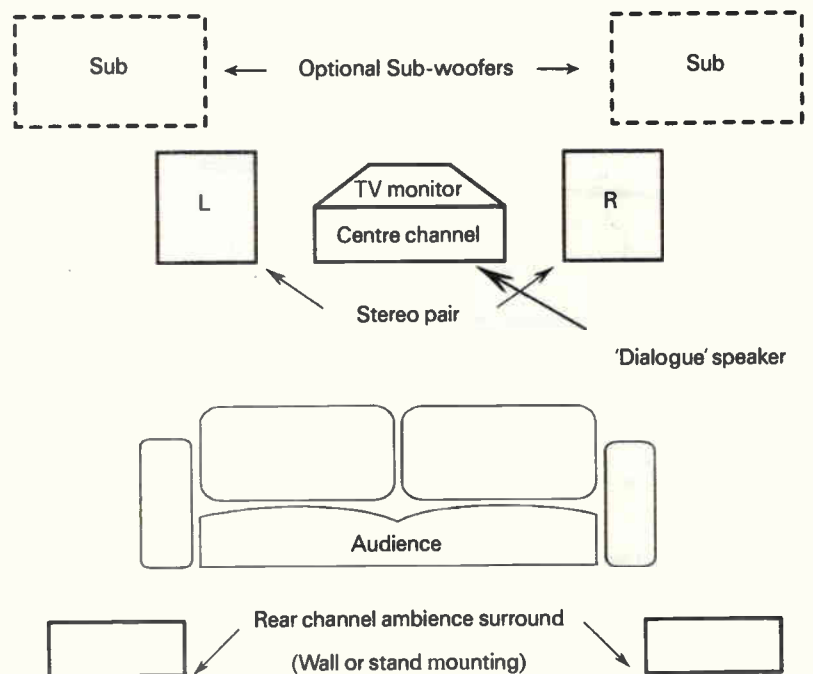 Sub
Optional Sub-woofers
Sub
L
TV monitor
R
Centre channel
Stereo pair
'Dialogue' speaker
Audience
Rear channel ambience surround
(Wall or stand mounting)